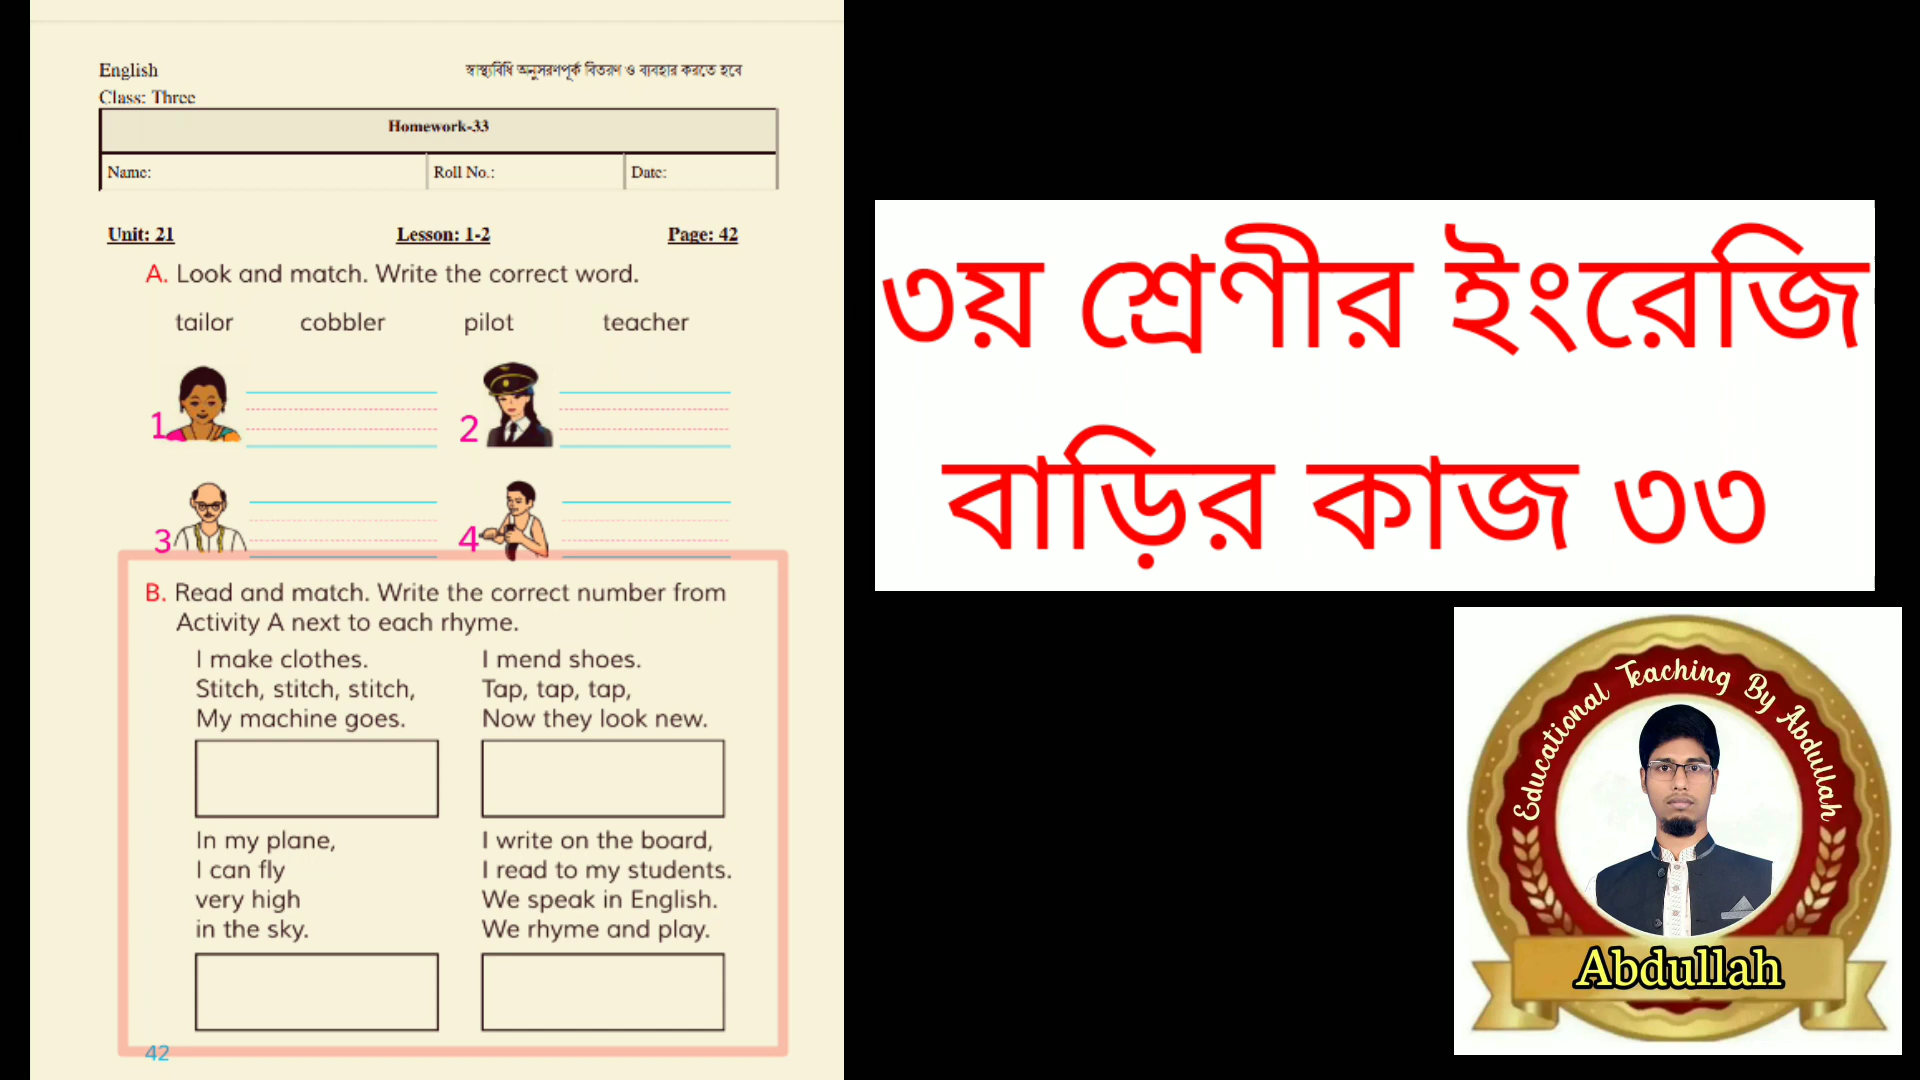 English
স্বাস্থ্যবিধি অনুসরণপূর্বক বিতরণ ও ব্যবহার করতে হবে
Class: Three
Homework-33
Name:
Roll No.:
Date:
Unit: 21
Lesson: 1-2
Page: 42
A. Look and match. Write the correct word.
tailor cobbler pilot teacher
1
2
3
4
B. Read and match. Write the correct number from
Activity A next to each rhyme.
I make clothes.
Stitch, stitch, stitch,
My machine goes.
I mend shoes.
Tap, tap, tap,
Now they look new.
In my plane,
I can fly
very high
in the sky.
I write on the board,
I read to my students.
We speak in English.
We rhyme and play.
42
৩য় শ্রেণীর ইংরেজি
বাড়ির কাজ ৩৩
Educational Teaching By Abdullah
Abdullah